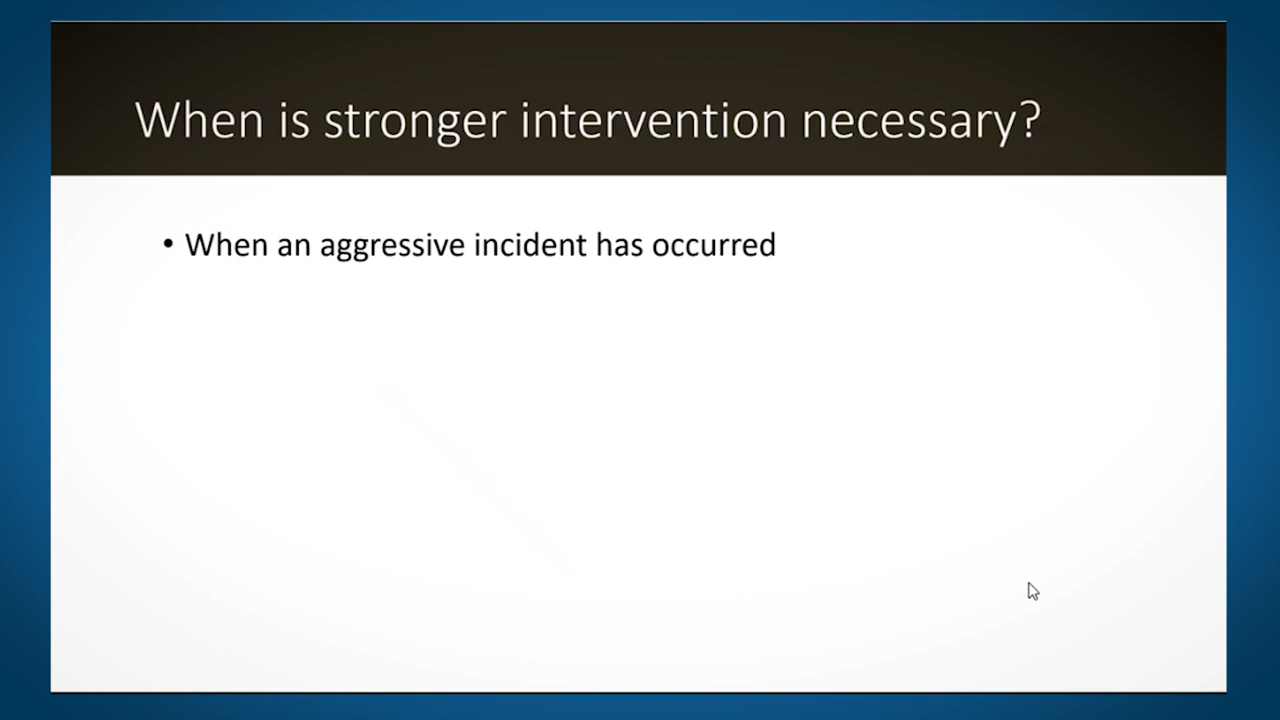 When is stronger intervention necessary?
• When an aggressive incident has occurred